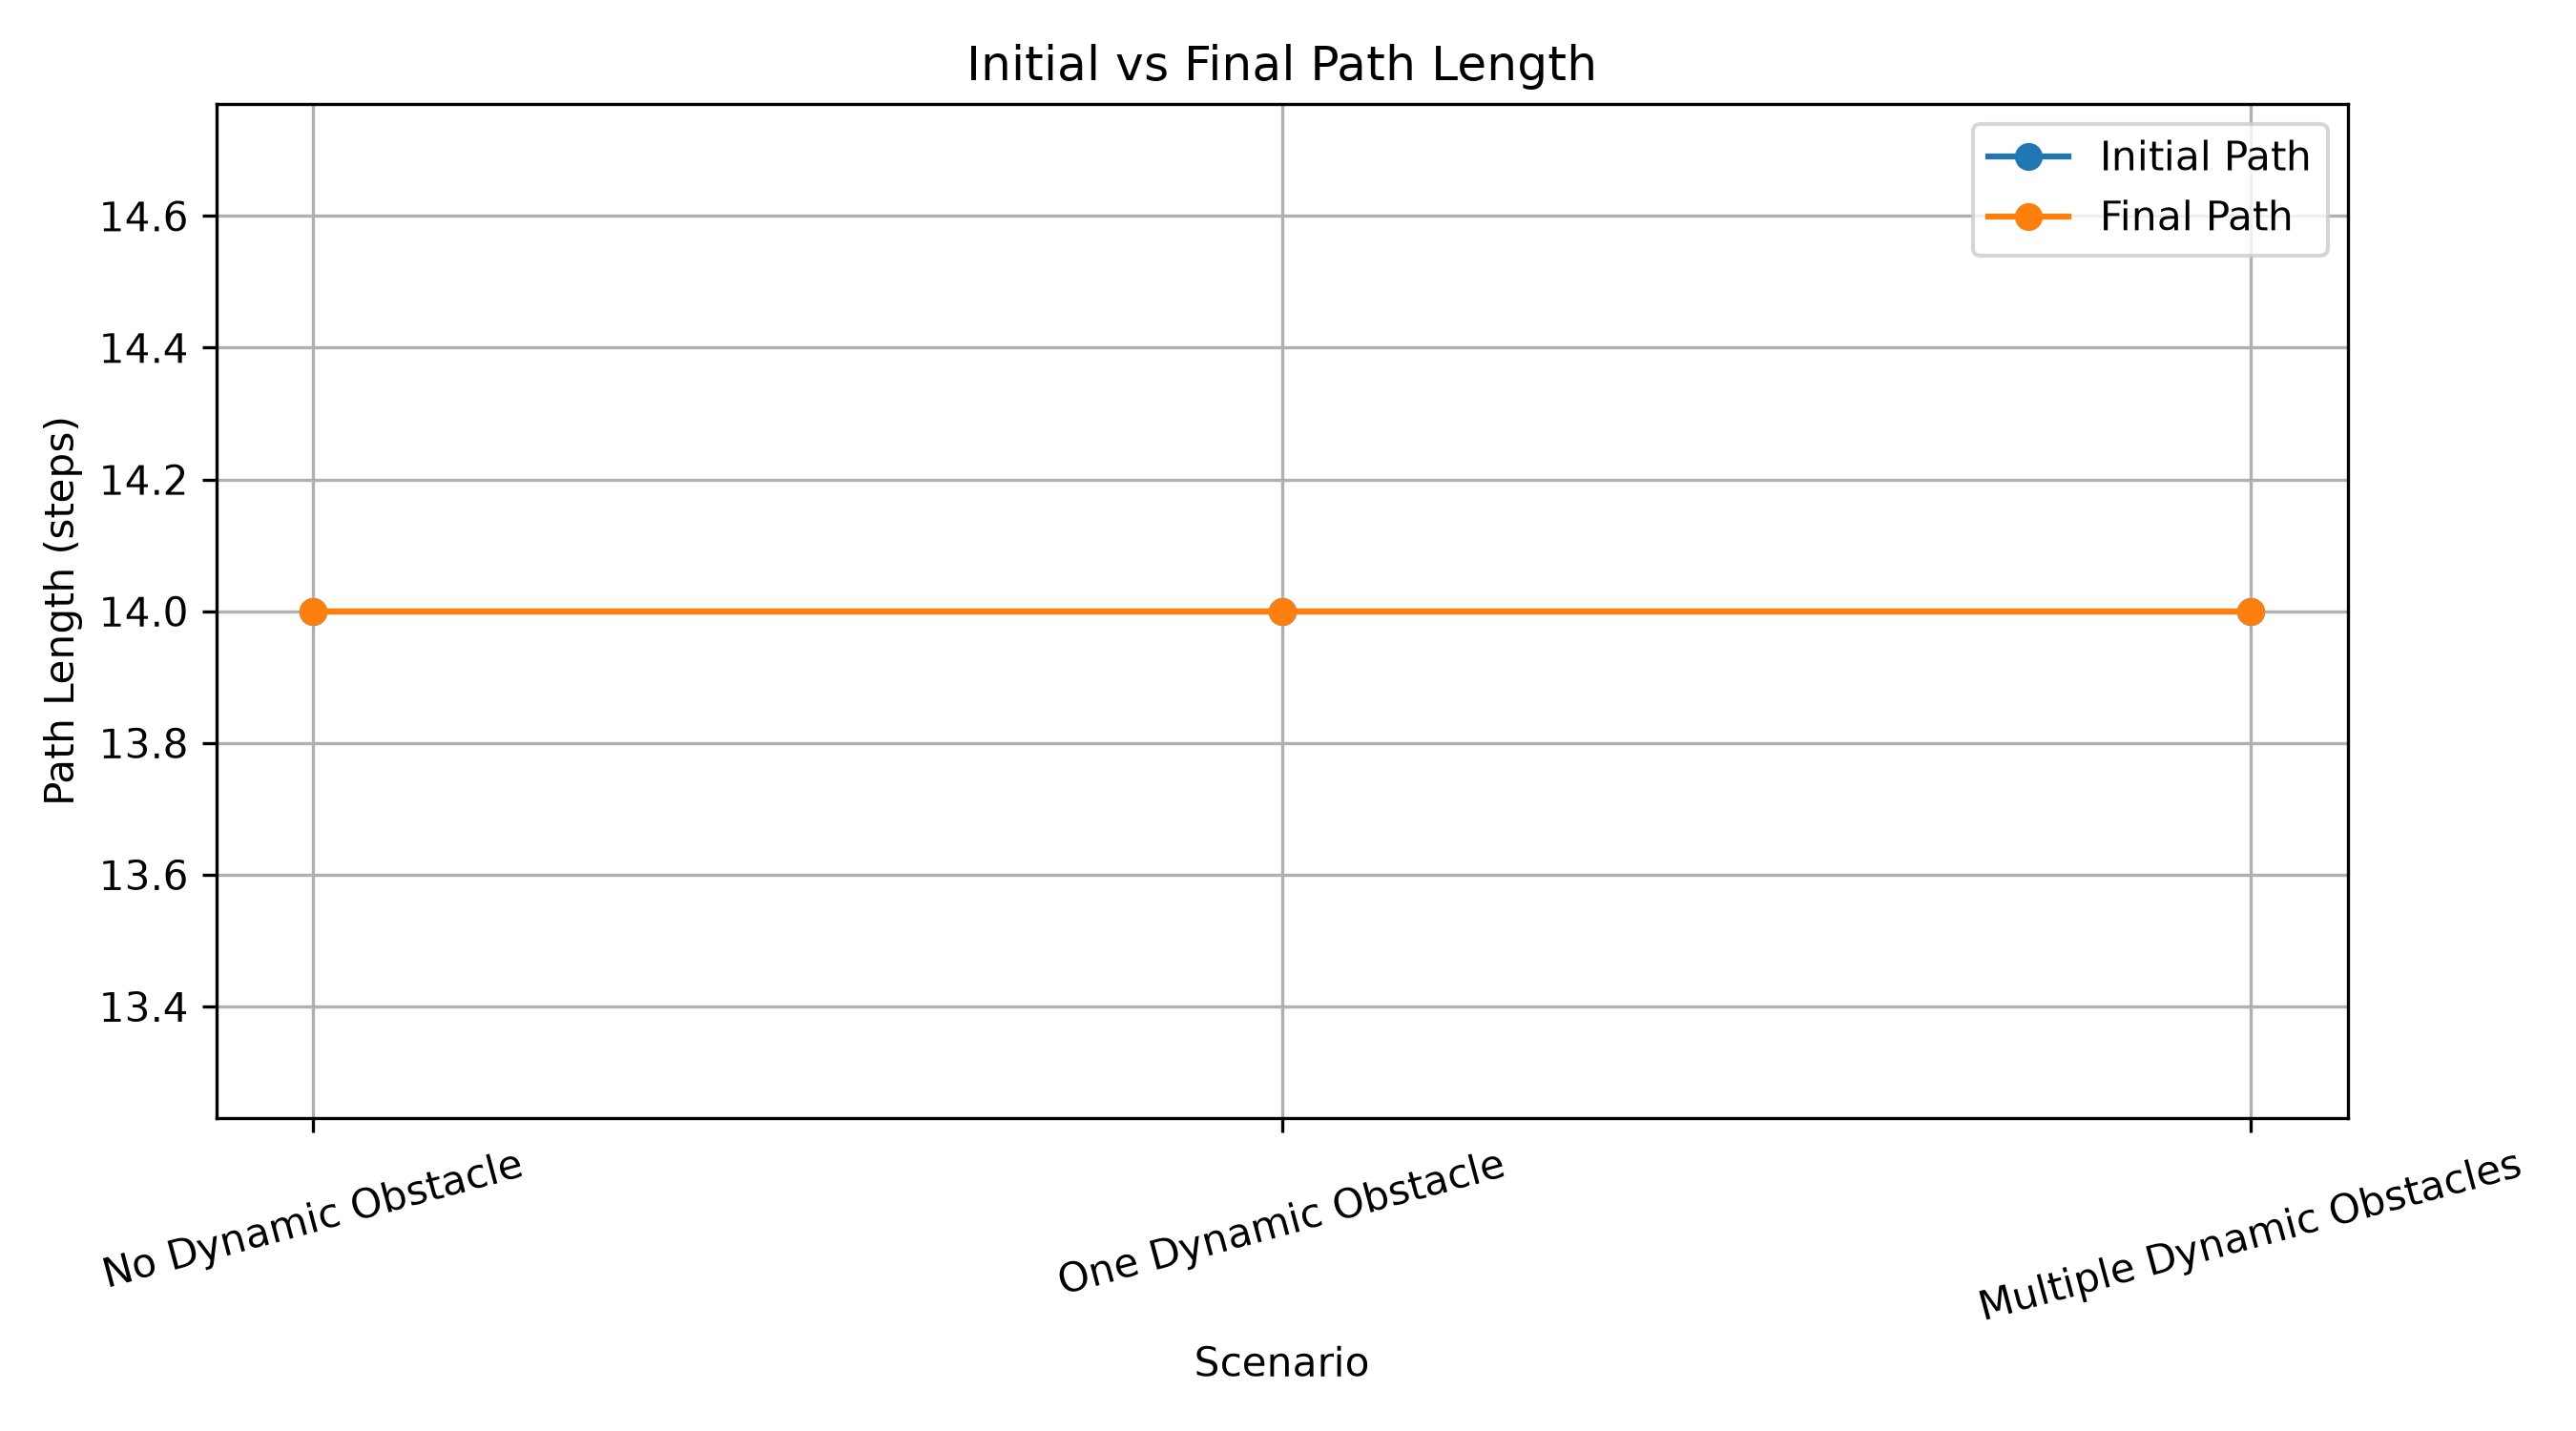 Initial vs Final Path Length
Initial Path
Final Path
Path Length (steps)
14.6
14.4
14.2
14.0
13.8
13.6
13.4
No Dynamic Obstacle
One Dynamic Obstacle
Multiple Dynamic Obstacles
Scenario